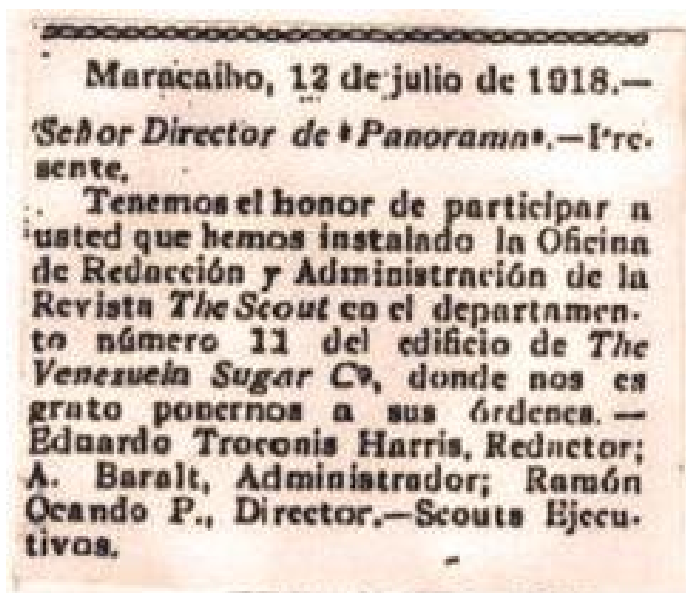 Maracaibo, 12 de julio de 1918.—
Señor Director de "Panorama".—Pre-
sente.
Tenemos el honor de participar a
usted que hemos instalado la Oficina
de Redacción y Administración de la
Revista The Scout en el departamen-
to número 11 del edificio de The
Venezuela Sugar Cº, donde nos es
grato ponernos a sus órdenes.—
Eduardo Troconis Harris, Redactor;
A. Baralt, Administrador; Ramón
Ocando P., Director.—Scouts Ejecu-
tivos.